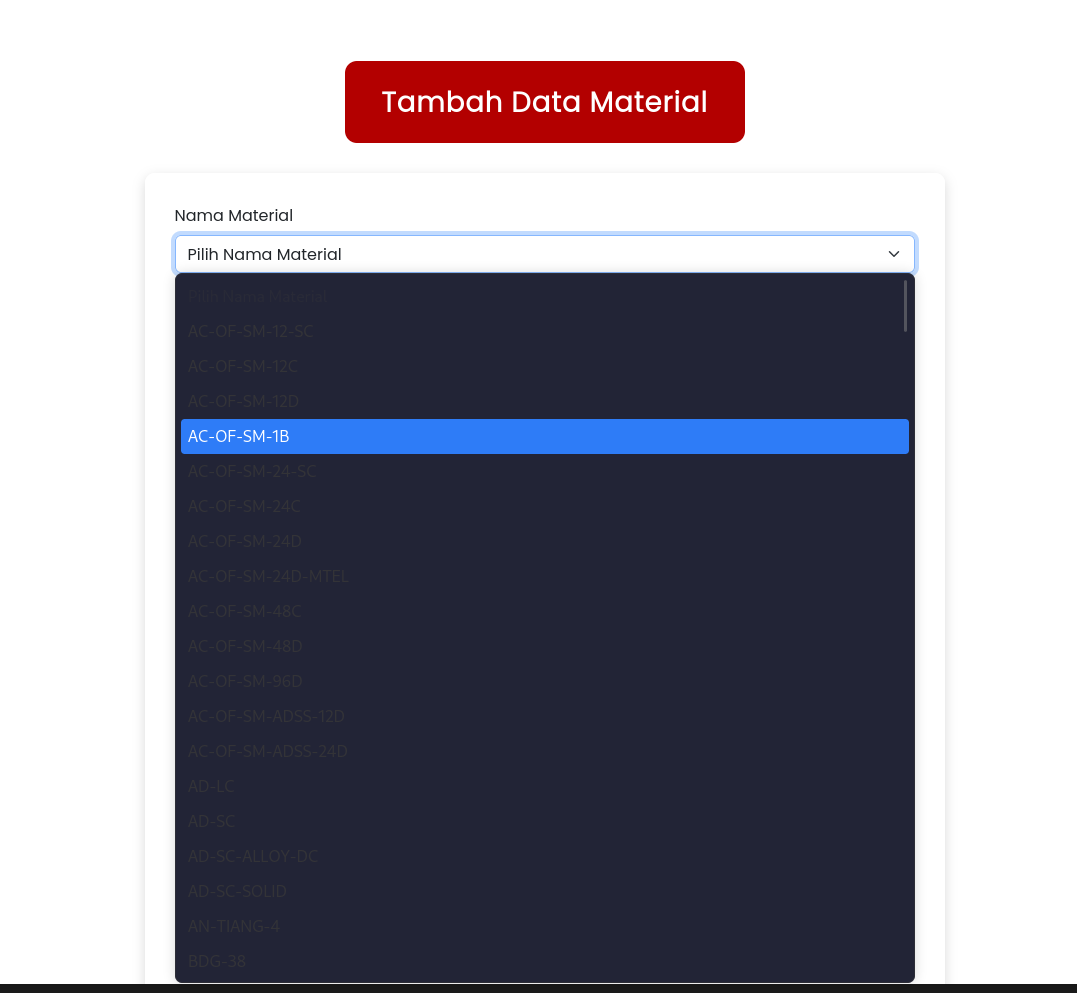 Tambah Data Material
Nama Material
Pilih Nama Material
Pilih Nama Material
AC-OF-SM-12-SC
AC-OF-SM-12C
AC-OF-SM-12D
AC-OF-SM-1B
AC-OF-SM-24-SC
AC-OF-SM-24C
AC-OF-SM-24D
AC-OF-SM-24D-MTEL
AC-OF-SM-48C
AC-OF-SM-48D
AC-OF-SM-96D
AC-OF-SM-ADSS-12D
AC-OF-SM-ADSS-24D
AD-LC
AD-SC
AD-SC-ALLOY-DC
AD-SC-SOLID
AN-TIANG-4
BDG-38